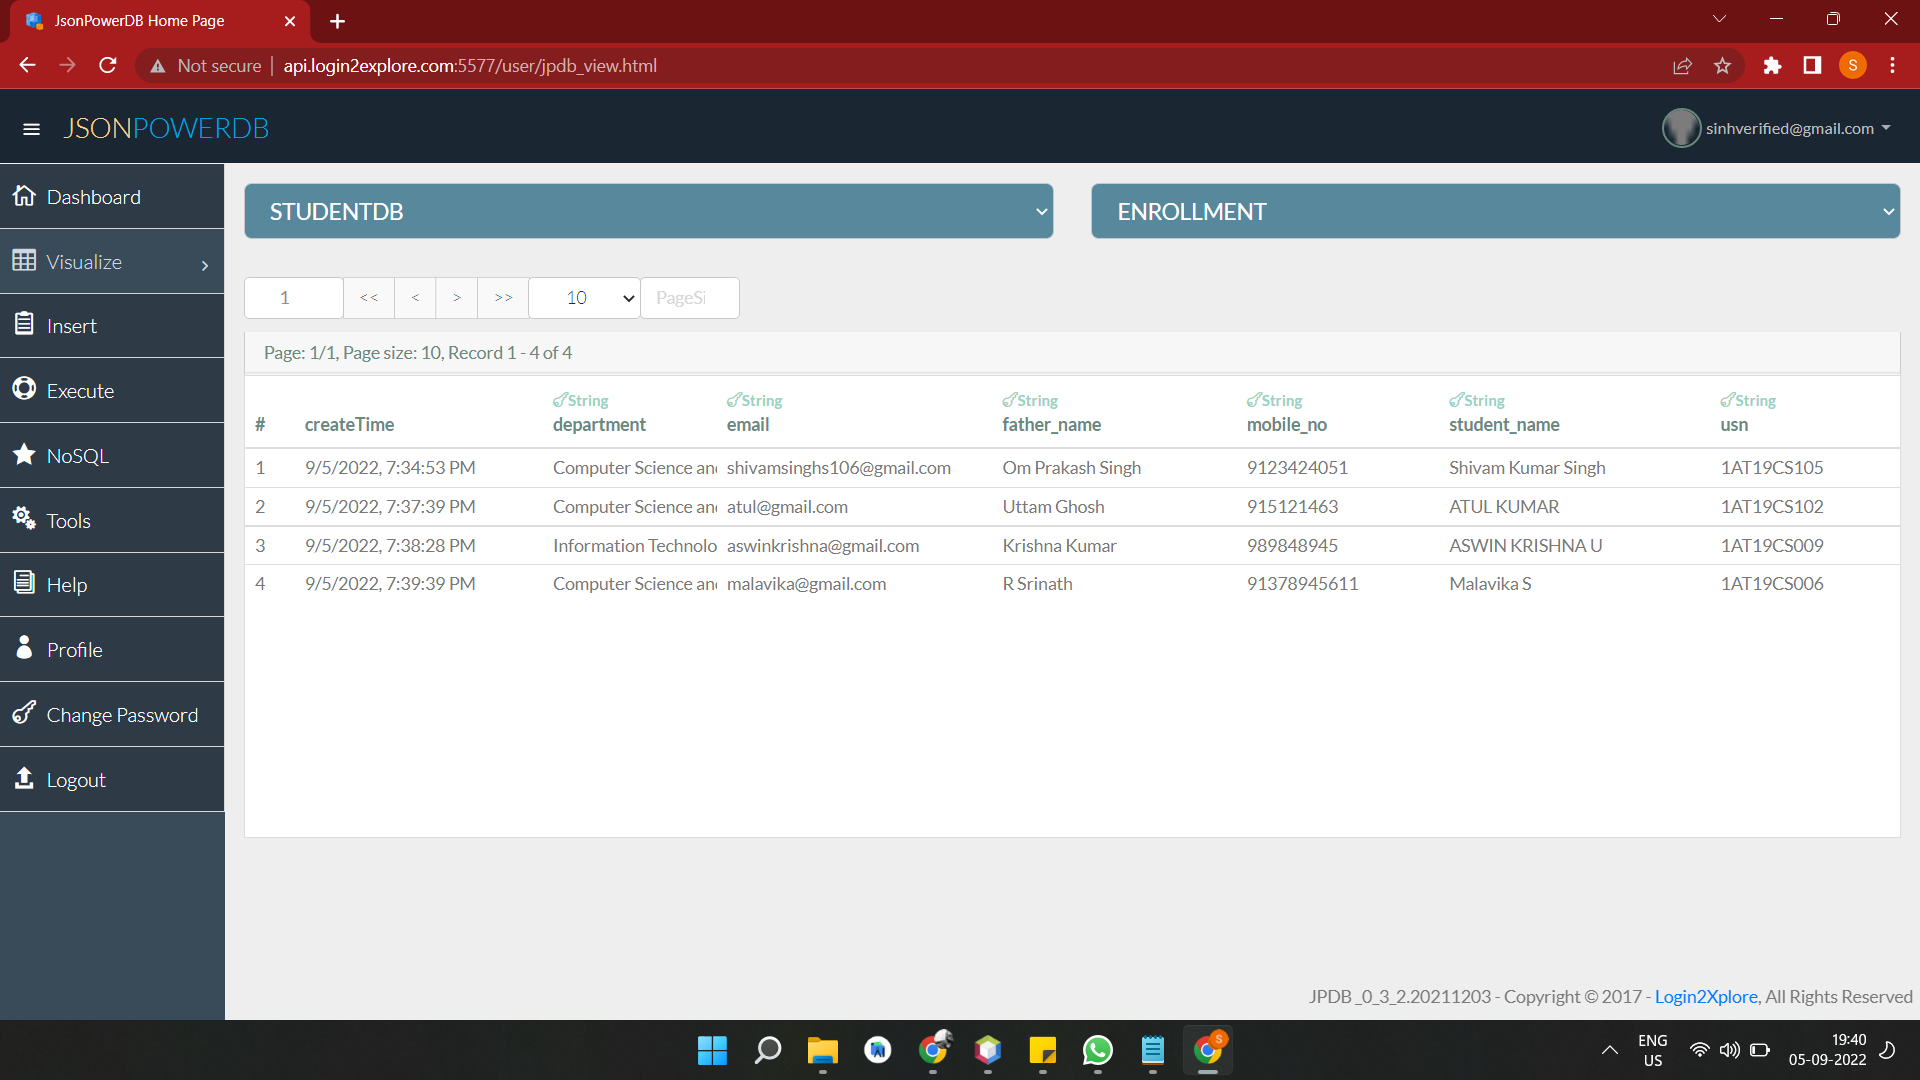 JsonPowerDB Home Page
Not secure
api.login2explore.com:5577/user/jpdb_view.html
S
JSONPOWERDB
sinhverified@gmail.com
Dashboard
Visualize
Insert
Execute
NoSQL
Tools
Help
Profile
Change Password
Logout
STUDENTDB
ENROLLMENT
1 << < > >> 10 PageSi
Page: 1/1, Page size: 10, Record 1 - 4 of 4
String String String String String String
# createTime department email father_name mobile_no student_name usn
1 9/5/2022, 7:34:53 PM Computer Science an shivamsinghs106@gmail.com Om Prakash Singh 9123424051 Shivam Kumar Singh 1AT19CS105
2 9/5/2022, 7:37:39 PM Computer Science an atul@gmail.com Uttam Ghosh 915121463 ATUL KUMAR 1AT19CS102
3 9/5/2022, 7:38:28 PM Information Technolo aswinkrishna@gmail.com Krishna Kumar 989848945 ASWIN KRISHNA U 1AT19CS009
4 9/5/2022, 7:39:39 PM Computer Science an malavika@gmail.com R Srinath 91378945611 Malavika S 1AT19CS006
JPDB_0_3_2.20211203 - Copyright © 2017 - Login2Xplore, All Rights Reserved
S
ENG
US
19:40
05-09-2022